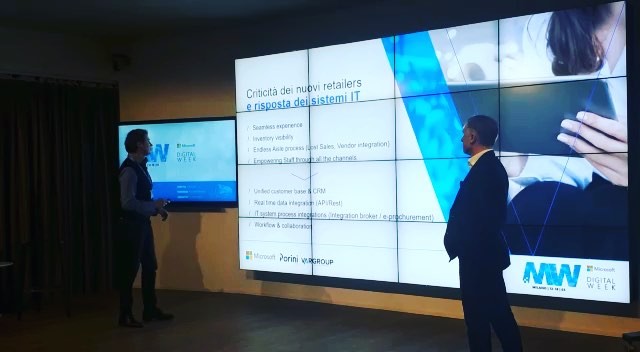 Criticità dei nuovi retailers
e risposta dei sistemi IT
/ Seamless experience
/ Inventory visibility
/ Endless Aisle process (Lost Sales, Vendor integration)
/ Empowering Staff through all the channels
/ Unified customer base & CRM
/ Real time data integration (API/Rest)
/ IT system process integrations (Integration broker / e-procurement)
/ Workflow & collaboration
Microsoft Porini VARGROUP
MW
Microsoft
DIGITAL
WEEK
MW
Microsoft
DIGITAL
WEEK